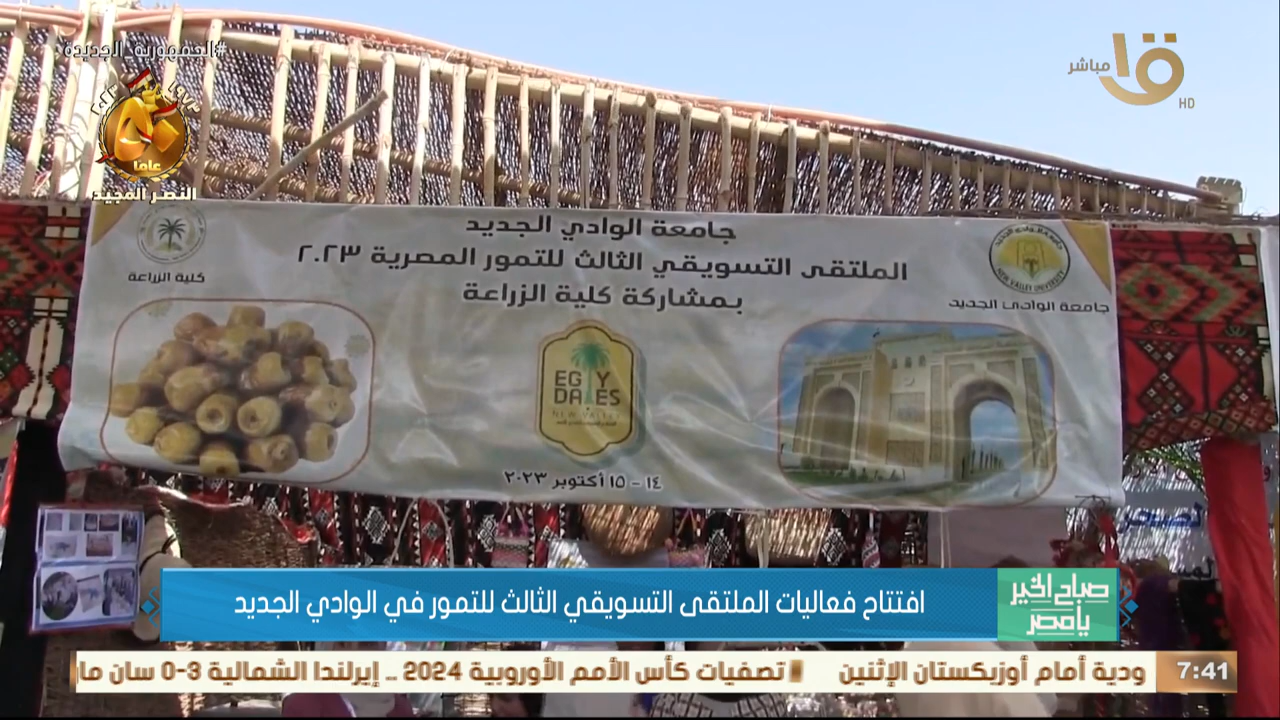 #الجمهورية_الجديدة
عاما
النصر المجيد
مباشر
HD
جامعة الوادي الجديد
الملتقى التسويقي الثالث للتمور المصرية ٢٠٢٣
بمشاركة كلية الزراعة
كلية الزراعة
NEW VALLEY UNIVERSITY
جامعة الوادي الجديد
EGY
DATES
NEW VALLEY
١٤ - ١٥ أكتوبر ٢٠٢٣
افتتاح فعاليات الملتقى التسويقي الثالث للتمور في الوادي الجديد
صباح الخير
يا مصر
ودية أمام أوزبكستان الإثنين
تصفيات كأس الأمم الأوروبية 2024 .. إيرلندا الشمالية 3-0 سان ما
7:41